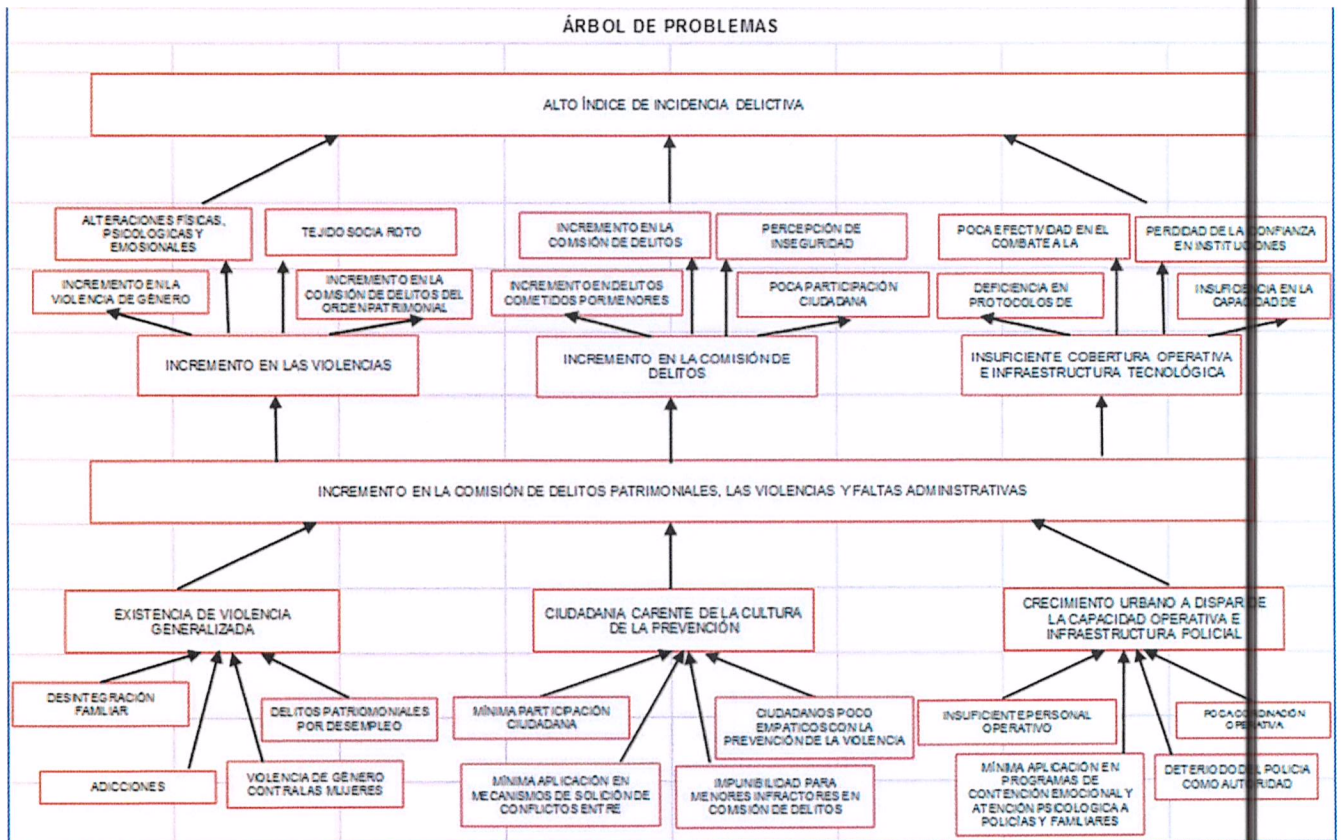 ÁRBOL DE PROBLEMAS
ALTO ÍNDICE DE INCIDENCIA DELICTIVA
ALTERACIONES FÍSICAS,
PSICOLOGICAS Y
EMOSIONALES
TEJIDO SOCIA ROTO
INCREMENTO EN LA
COMSIÓN DE DELITOS
PERCEPCIÓN DE
INSEGURIDAD
POCA EFECTIVIDAD EN EL
COMBATE A LA
PERDIDAD DE LA CONFIANZA
EN INSTITUCIONES
INCREMENTO EN LA
VIOLENCIA DE GÉNERO
INCREMENTO EN LA
COMISIÓN DE DELITOS DEL
ORDEN PATRIMONIAL
INCREMENTO EN DELITOS
COMETIDOS POR MENORES
POCA PARTICIPACIÓN
CIUDADANA
DEFICIENCIA EN
PROTOCOLOS DE
INSUFICIENCIA EN LA
CAPACIDAD DE
INCREMENTO EN LAS VIOLENCIAS
INCREMENTO EN LA COMISIÓN DE
DELITOS
INSUFICIENTE COBERTURA OPERATIVA
E INFRAESTRUCTURA TECNOLÓGICA
INCREMENTO EN LA COMISIÓN DE DELITOS PATRIMONIALES, LAS VIOLENCIAS Y FALTAS ADMINISTRATIVAS
EXISTENCIA DE VIOLENCIA
GENERALIZADA
CIUDADANIA CARENTE DE LA CULTURA
DE LA PREVENCIÓN
CRECIMIENTO URBANO A DISPAR DE
LA CAPACIDAD OPERATIVA E
INFRAESTRUCTURA POLICIAL
DESINTEGRACIÓN
FAMILIAR
DELITOS PATRIOMONIALES
POR DESEMPLEO
MÍNIMA PARTICIPACIÓN
CIUDADANA
CIUDADANOS POCO
EMPATICOS CON LA
PREVENCIÓN DE LA VIOLENCIA
INSUFICIENTE PERSONAL
OPERATIVO
POCA COORDINACIÓN
OPERATIVA
ADICCIONES
VIOLENCIA DE GÉNERO
CONTRA LAS MUJERES
MÍNIMA APLICACIÓN EN
MECANISMOS DE SOLICIÓN DE
CONFLICTOS ENTRE
IMPUNIBILIDAD PARA
MENORES INFRACTORES EN
COMISIÓN DE DELITOS
MÍNIMA APLICACIÓN EN
PROGRAMAS DE
CONTENCIÓN EMOCIONAL Y
ATENCIÓN PSICOLOGICA A
POLICÍAS Y FAMILIARES
DETERIODO DEL POLICIA
COMO AUTORIDAD